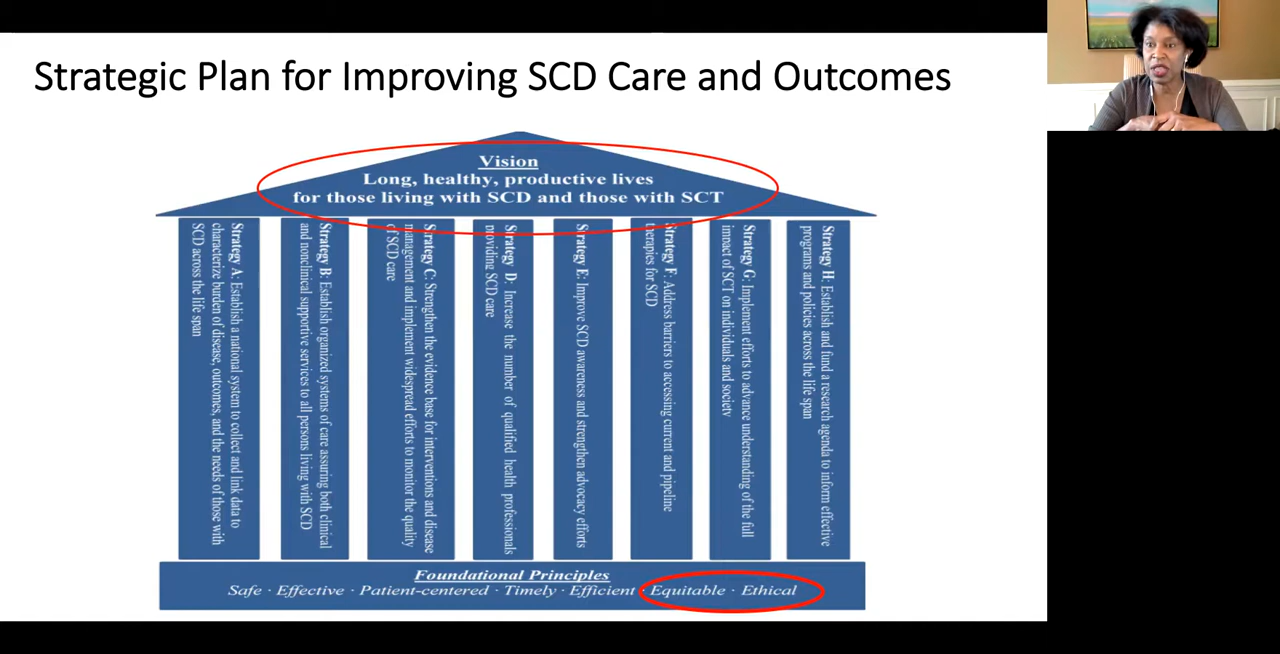 Strategic Plan for Improving SCD Care and Outcomes
Vision
Long, healthy, productive lives
for those living with SCD and those with SCT
Strategy A: Establish a national system to collect and link data to
characterize burden of disease, outcomes, and the needs of those with
SCD across the life span
Strategy B: Establish organized systems of care assuring both clinical
and nonclinical supportive services to all persons living with SCD
Strategy C: Strengthen the evidence base for interventions and disease
management and implement widespread efforts to monitor the quality
of SCD care
Strategy D: Increase the number of qualified health professionals
providing SCD care
Strategy E: Improve SCD awareness and strengthen advocacy efforts
Strategy F: Address barriers to accessing current and pipeline
therapies for SCD
Strategy G: Implement efforts to advance understanding of the full
impact of SCT on individuals and society
Strategy H: Establish and fund a research agenda to inform effective
programs and policies across the life span
Foundational Principles
Safe · Effective · Patient-centered · Timely · Efficient · Equitable · Ethical